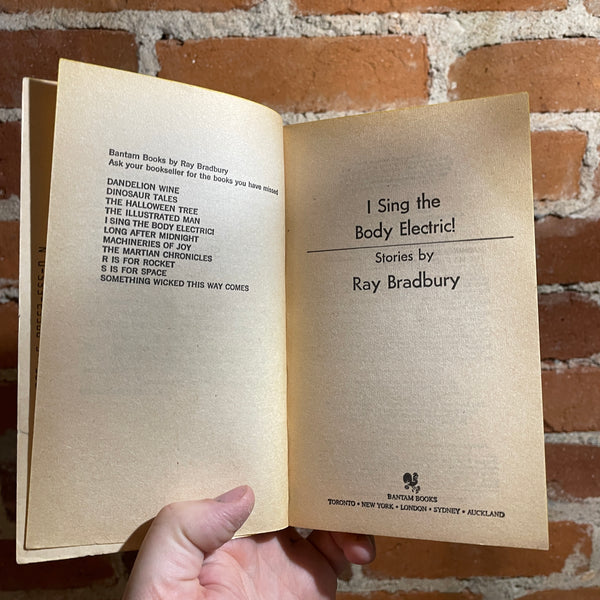 Bantam Books by Ray Bradbury
Ask your bookseller for the books you have missed
DANDELION WINE
DINOSAUR TALES
THE HALLOWEEN TREE
THE ILLUSTRATED MAN
I SING THE BODY ELECTRIC!
LONG AFTER MIDNIGHT
MACHINERIES OF JOY
THE MARTIAN CHRONICLES
R IS FOR ROCKET
S IS FOR SPACE
SOMETHING WICKED THIS WAY COMES
I Sing the
Body Electric!
Stories by
Ray Bradbury
BANTAM BOOKS
TORONTO • NEW YORK • LONDON • SYDNEY • AUCKLAND